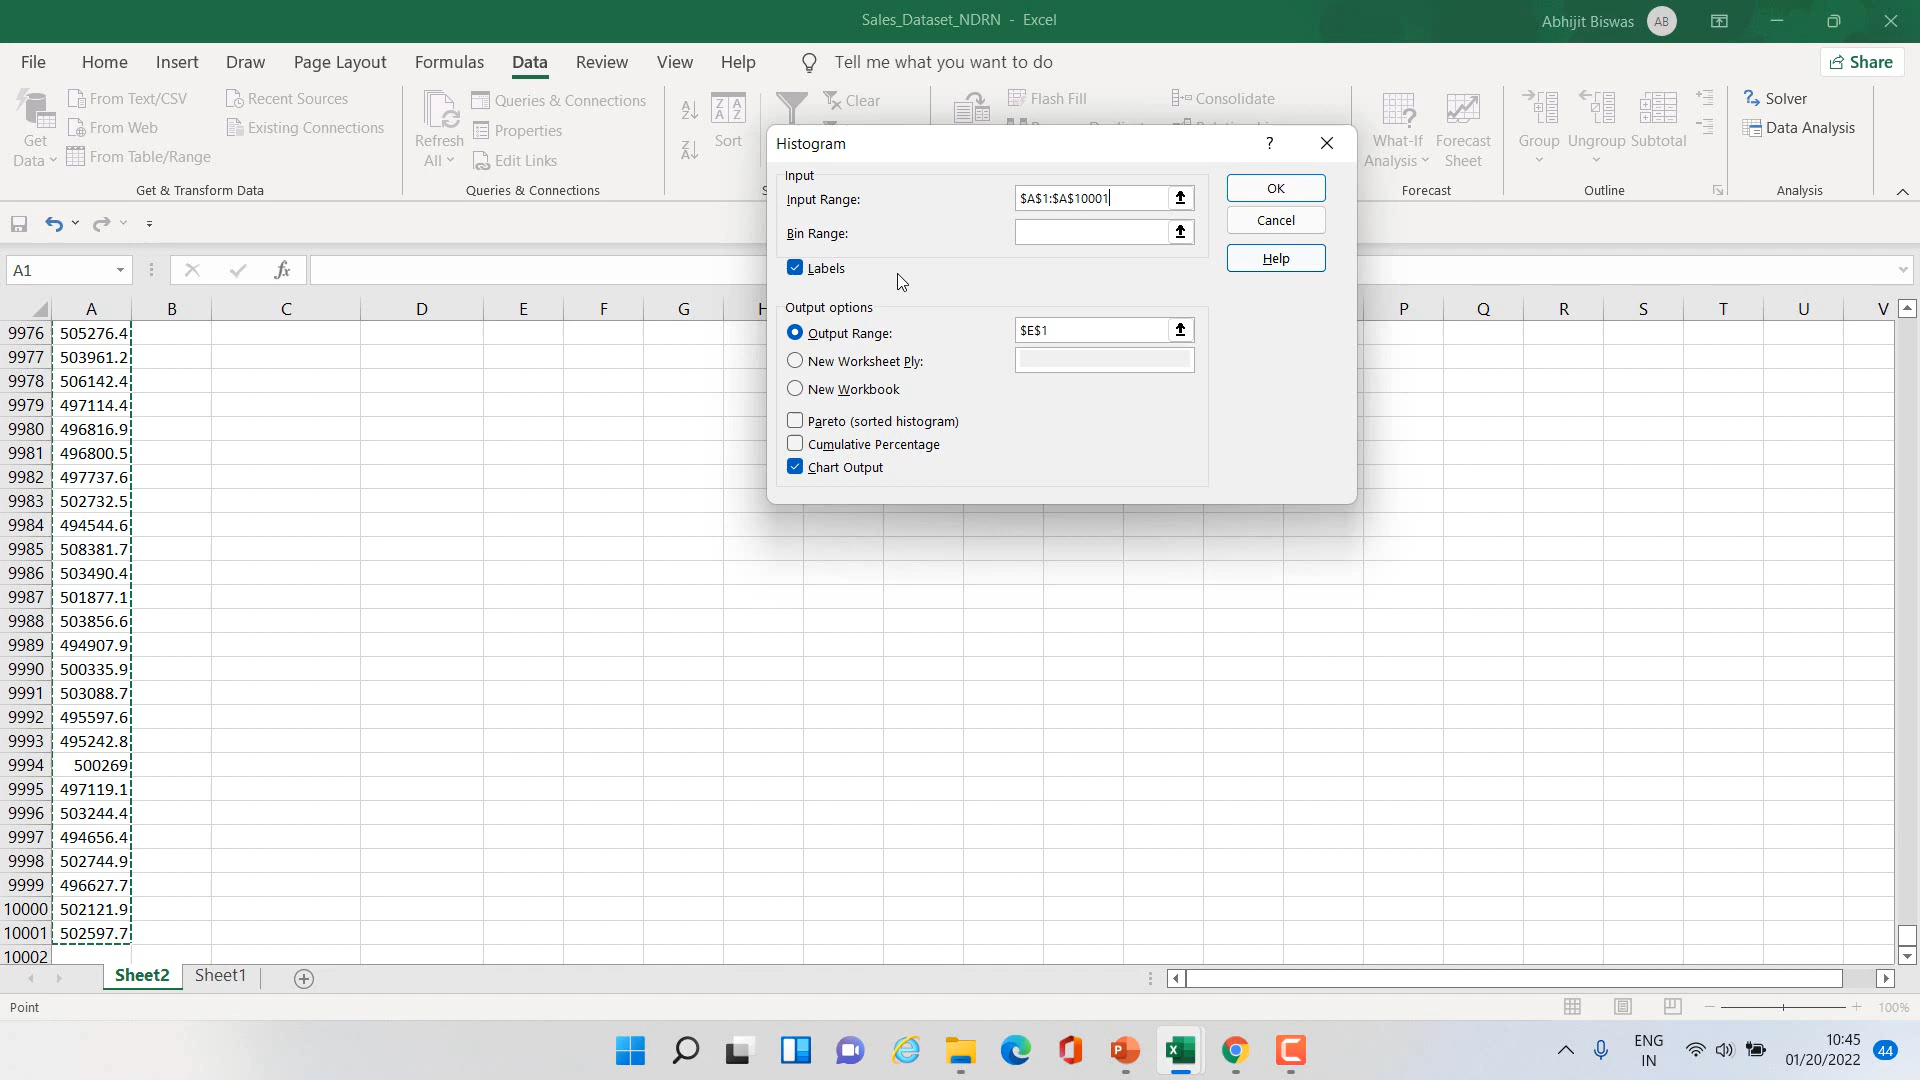 Sales_Dataset_NDRN - Excel
Abhijit Biswas AB
File Home Insert Draw Page Layout Formulas Data Review View Help Tell me what you want to do Share
Get Data
From Text/CSV
From Web
From Table/Range
Recent Sources
Existing Connections
Get & Transform Data
Refresh All
Queries & Connections
Properties
Edit Links
Queries & Connections
Sort
Clear
Flash Fill
Consolidate
What-If Analysis
Forecast Sheet
Forecast
Group Ungroup Subtotal
Outline
Solver
Data Analysis
Analysis
Histogram ?
Input
Input Range: $A$1:$A$10001
Bin Range:
Labels
OK
Cancel
Help
Output options
Output Range: $E$1
New Worksheet Ply:
New Workbook
Pareto (sorted histogram)
Cumulative Percentage
Chart Output
A1 fx
A B C D E F G H P Q R S T U V
9976 505276.4
9977 503961.2
9978 506142.4
9979 497114.4
9980 496816.9
9981 496800.5
9982 497737.6
9983 502732.5
9984 494544.6
9985 508381.7
9986 503490.4
9987 501877.1
9988 503856.6
9989 494907.9
9990 500335.9
9991 503088.7
9992 495597.6
9993 495242.8
9994 500269
9995 497119.1
9996 503244.4
9997 494656.4
9998 502744.9
9999 496627.7
10000 502121.9
10001 502597.7
10002
Sheet2 Sheet1
Point 100%
ENG
IN
10:45
01/20/2022
44